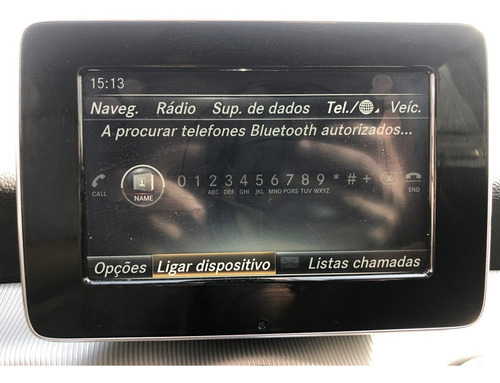 15:13
Naveg. Rádio Sup. de dados Tel./ Veíc.
A procurar telefones Bluetooth autorizados...
CALL NAME 0 1 2 3 4 5 6 7 8 9 * # + END
ABC DEF GHI JKL MNO PQRS TUV WXYZ
Opções Ligar dispositivo Listas chamadas